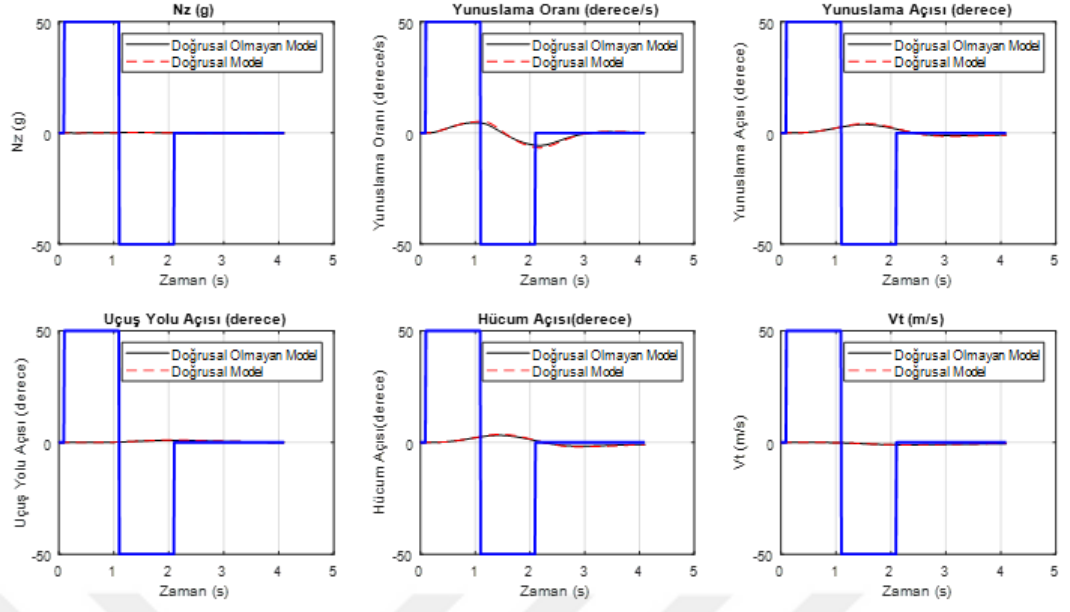 Nz (g)
50
0
-50
Nz (g)
Doğrusal Olmayan Model
Doğrusal Model
0 1 2 3 4 5
Zaman (s)
Yunuslama Oranı (derece/s)
50
0
-50
Yunuslama Oranı (derece/s)
Doğrusal Olmayan Model
Doğrusal Model
0 1 2 3 4 5
Zaman (s)
Yunuslama Açısı (derece)
50
0
-50
Yunuslama Açısı (derece)
Doğrusal Olmayan Model
Doğrusal Model
0 1 2 3 4 5
Zaman (s)
Uçuş Yolu Açısı (derece)
50
0
-50
Uçuş Yolu Açısı (derece)
Doğrusal Olmayan Model
Doğrusal Model
0 1 2 3 4 5
Zaman (s)
Hücum Açısı(derece)
50
0
-50
Hücum Açısı(derece)
Doğrusal Olmayan Model
Doğrusal Model
0 1 2 3 4 5
Zaman (s)
Vt (m/s)
50
0
-50
Vt (m/s)
Doğrusal Olmayan Model
Doğrusal Model
0 1 2 3 4 5
Zaman (s)